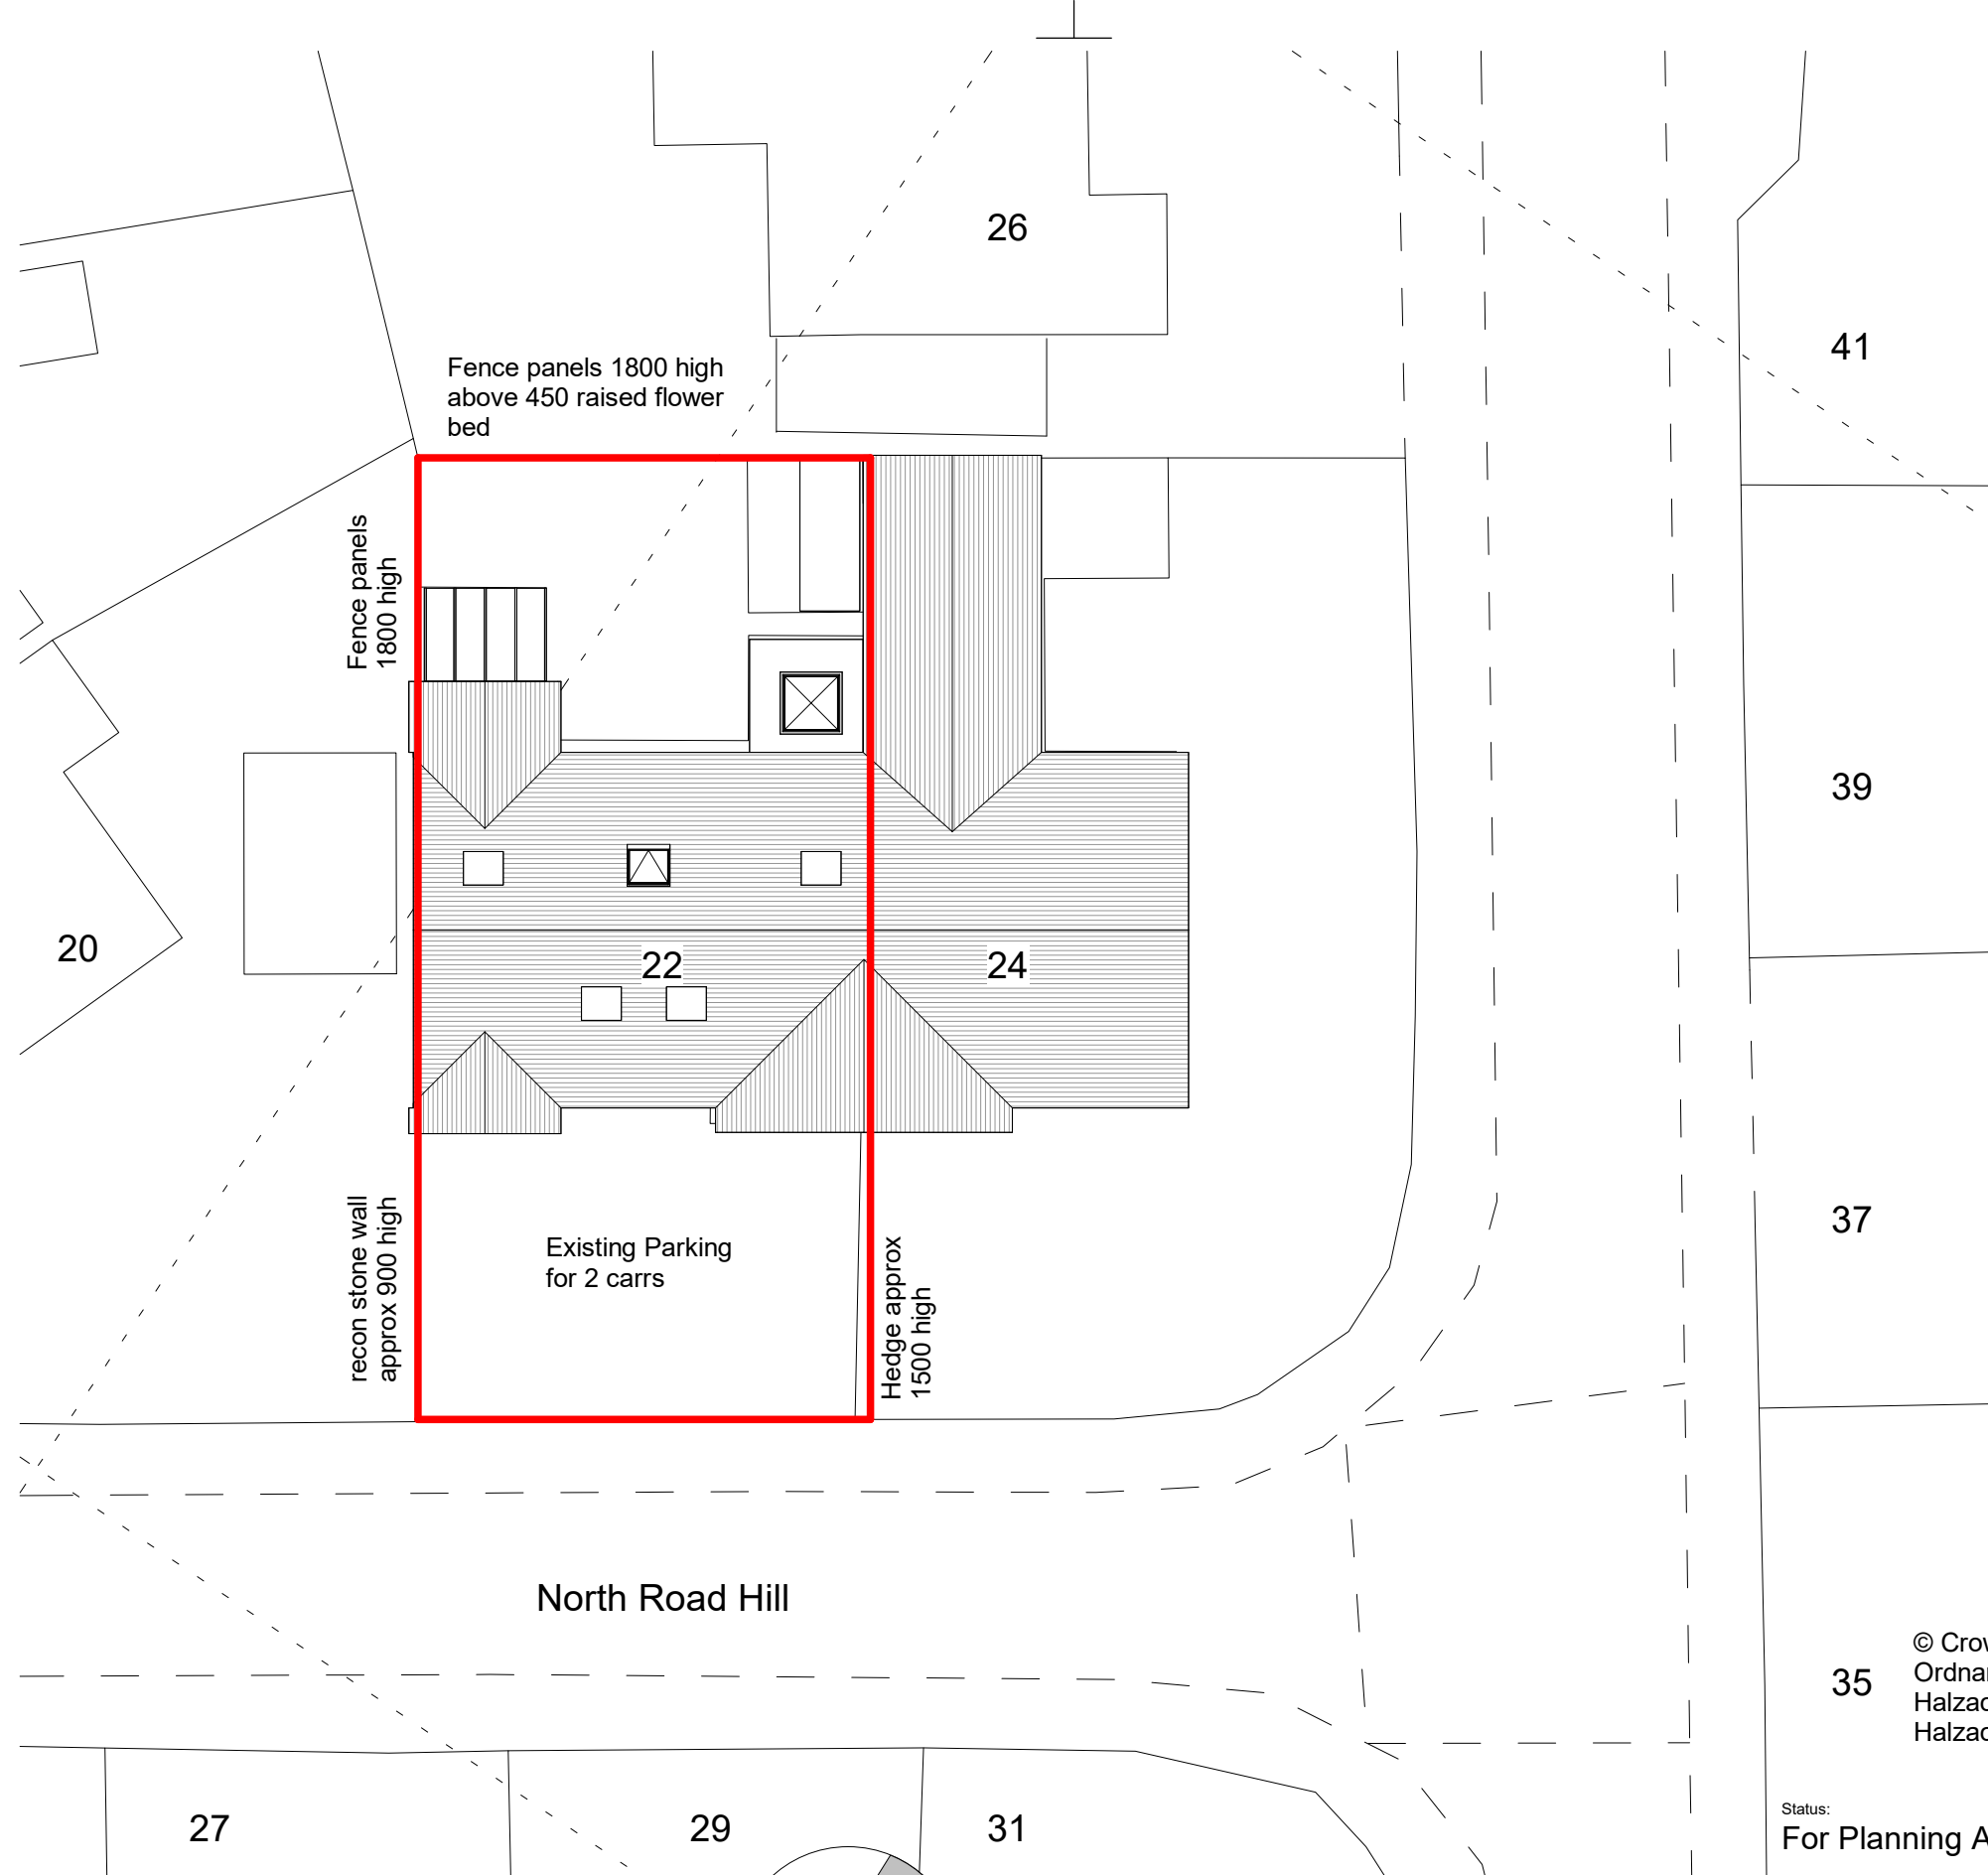 26
41
Fence panels 1800 high
above 450 raised flower
bed
Fence panels
1800 high
39
20
22
24
recon stone wall
approx 900 high
Existing Parking
for 2 carrs
Hedge approx
1500 high
37
North Road Hill
35
©
27
29
31
Status:
For Planning